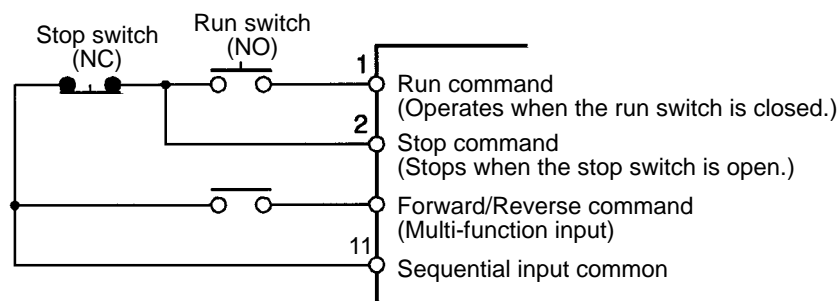 Stop switch
(NC)
Run switch
(NO)
1
Run command
(Operates when the run switch is closed.)
2
Stop command
(Stops when the stop switch is open.)
Forward/Reverse command
(Multi-function input)
11
Sequential input common